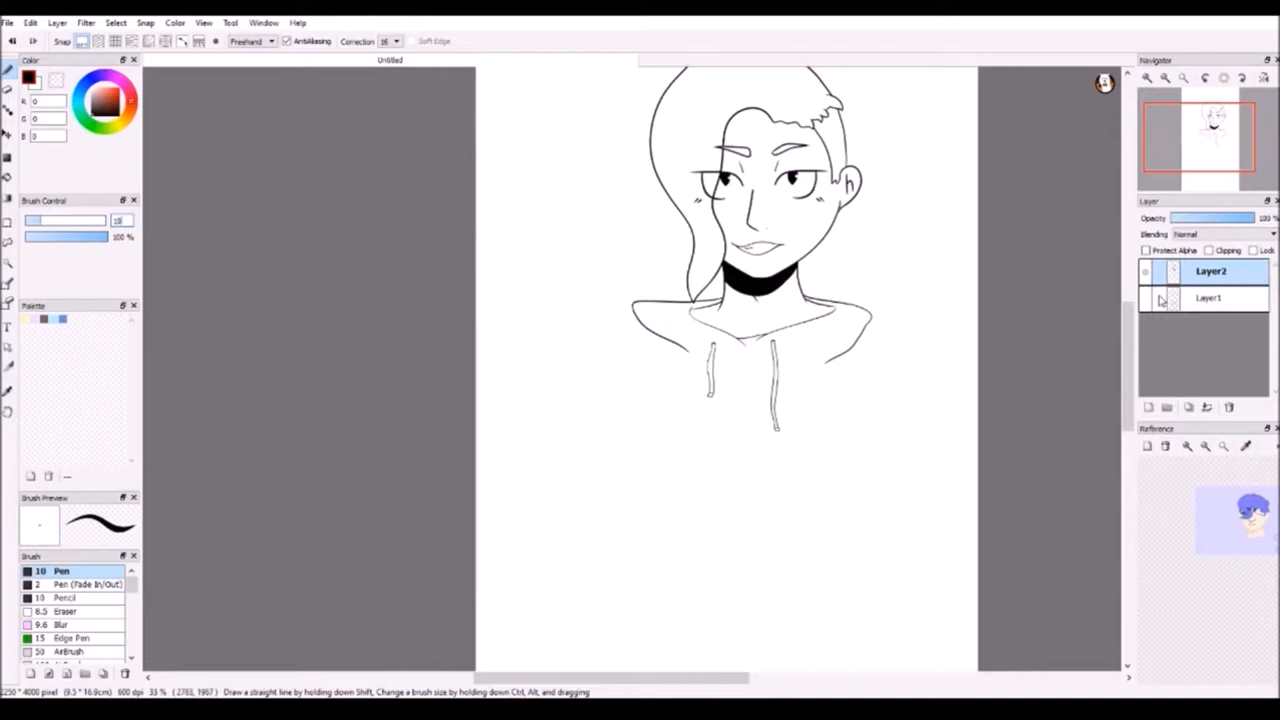 File Edit Layer Filter Select Snap Color View Tool Window Help
Snap Freehand AntiAliasing Correction 16 Soft Edge
Color
Untitled
Navigator
R 0
G 0
B 0
Brush Control
10
100 %
Layer
Opacity 100 %
Blending Normal
Protect Alpha Clipping Lock
Layer2
Layer1
Palette
Reference
Brush Preview
Brush
10 Pen
2 Pen (Fade In/Out)
10 Pencil
8.5 Eraser
9.6 Blur
15 Edge Pen
50 AirBrush
2250 * 4000 pixel (9.5 * 16.9cm) 600 dpi 33 % ( 2783, 1967 ) Draw a straight line by holding down Shift, Change a brush size by holding down Ctrl, Alt, and dragging